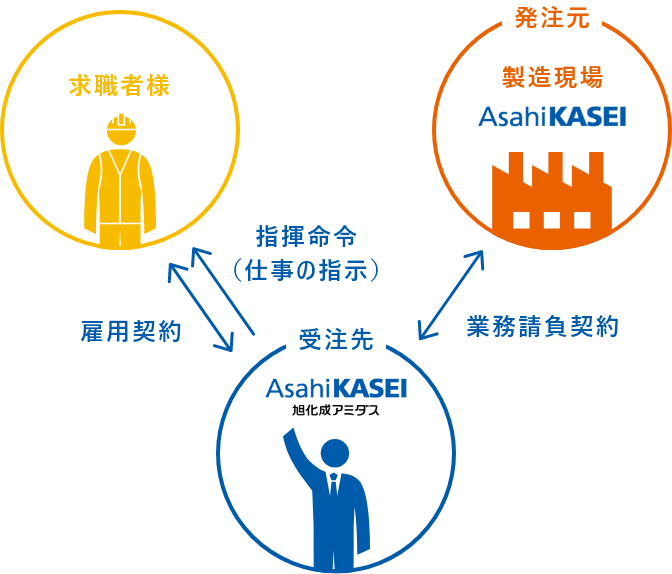 発注元
求職者様
製造現場
AsahiKASEI
指揮命令
（仕事の指示）
雇用契約
業務請負契約
受注先
AsahiKASEI
旭化成アミダス